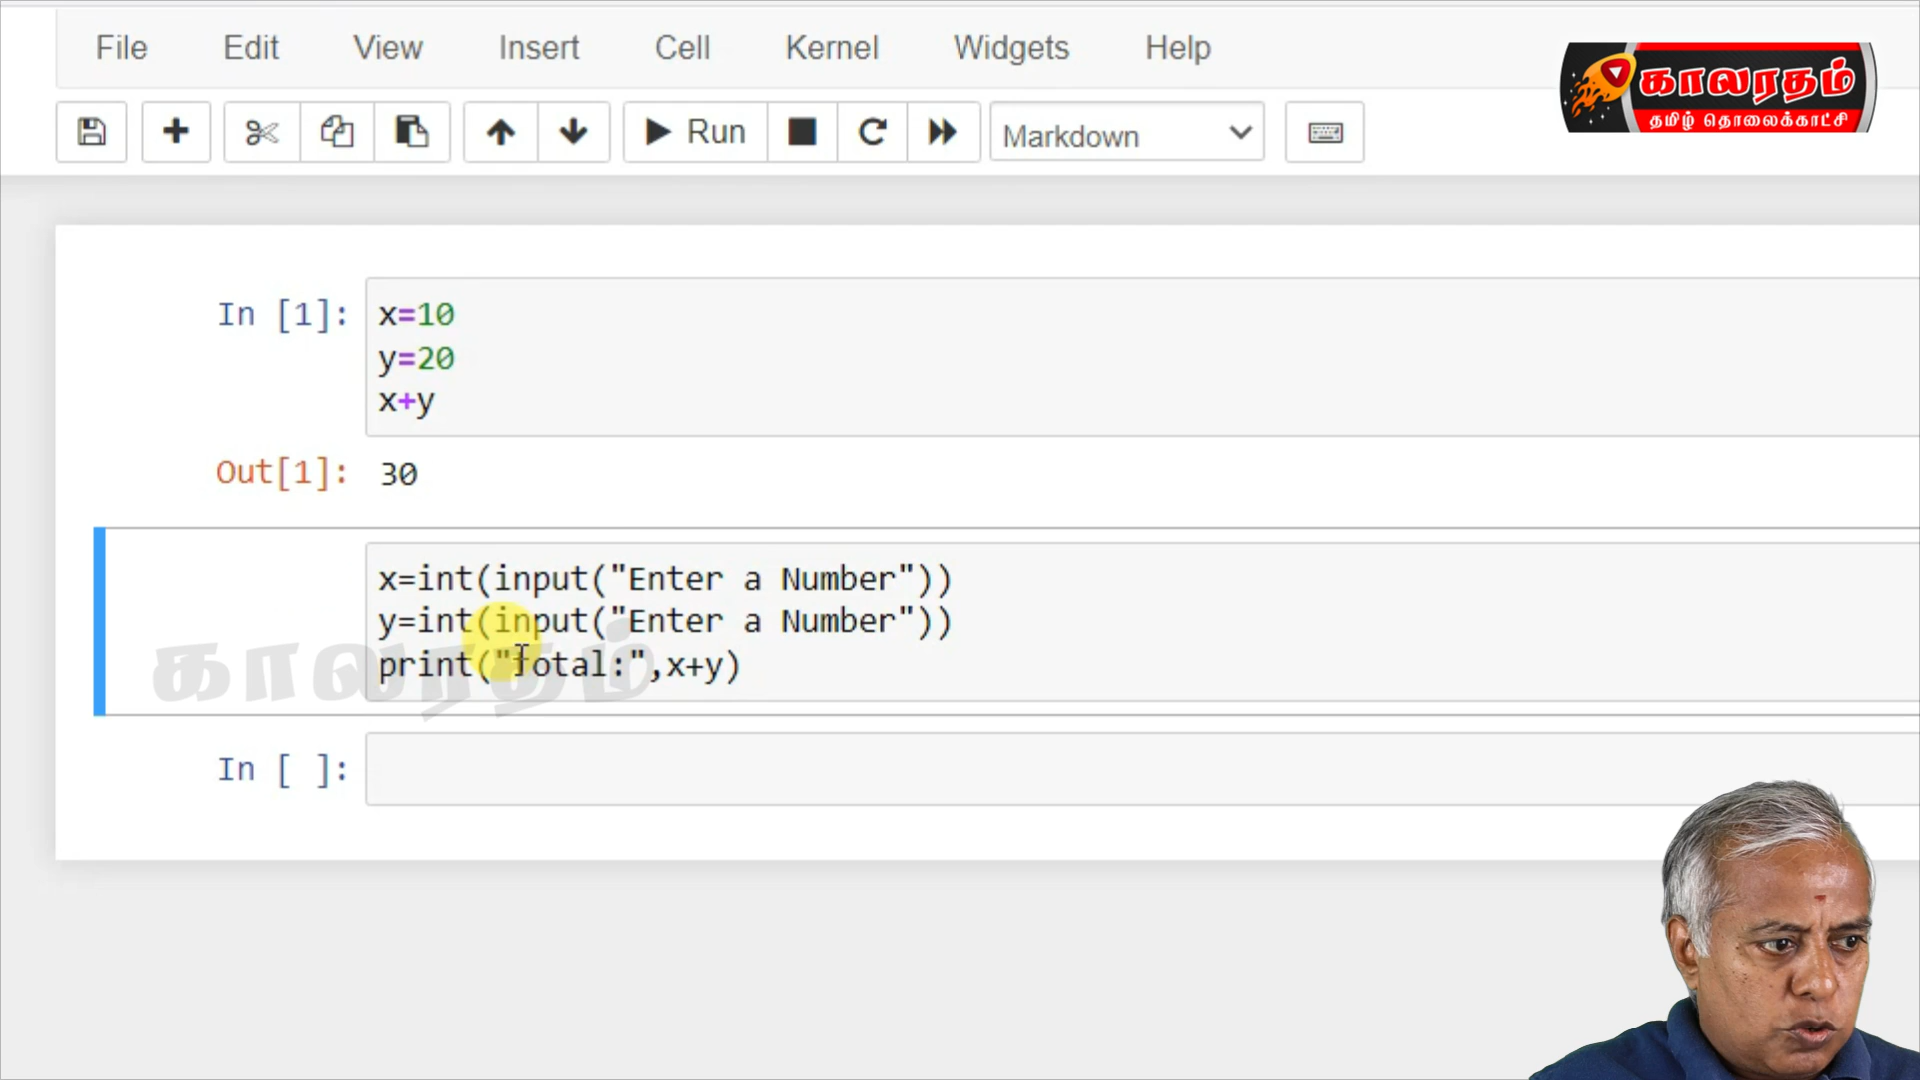 File Edit View Insert Cell Kernel Widgets Help
காலரதம்
தமிழ் தொலைக்காட்சி
Run Markdown
In [1]: x=10
y=20
x+y
Out[1]: 30
x=int(input("Enter a Number"))
y=int(input("Enter a Number"))
print("Total:",x+y)
காலரதம்
In [ ]: